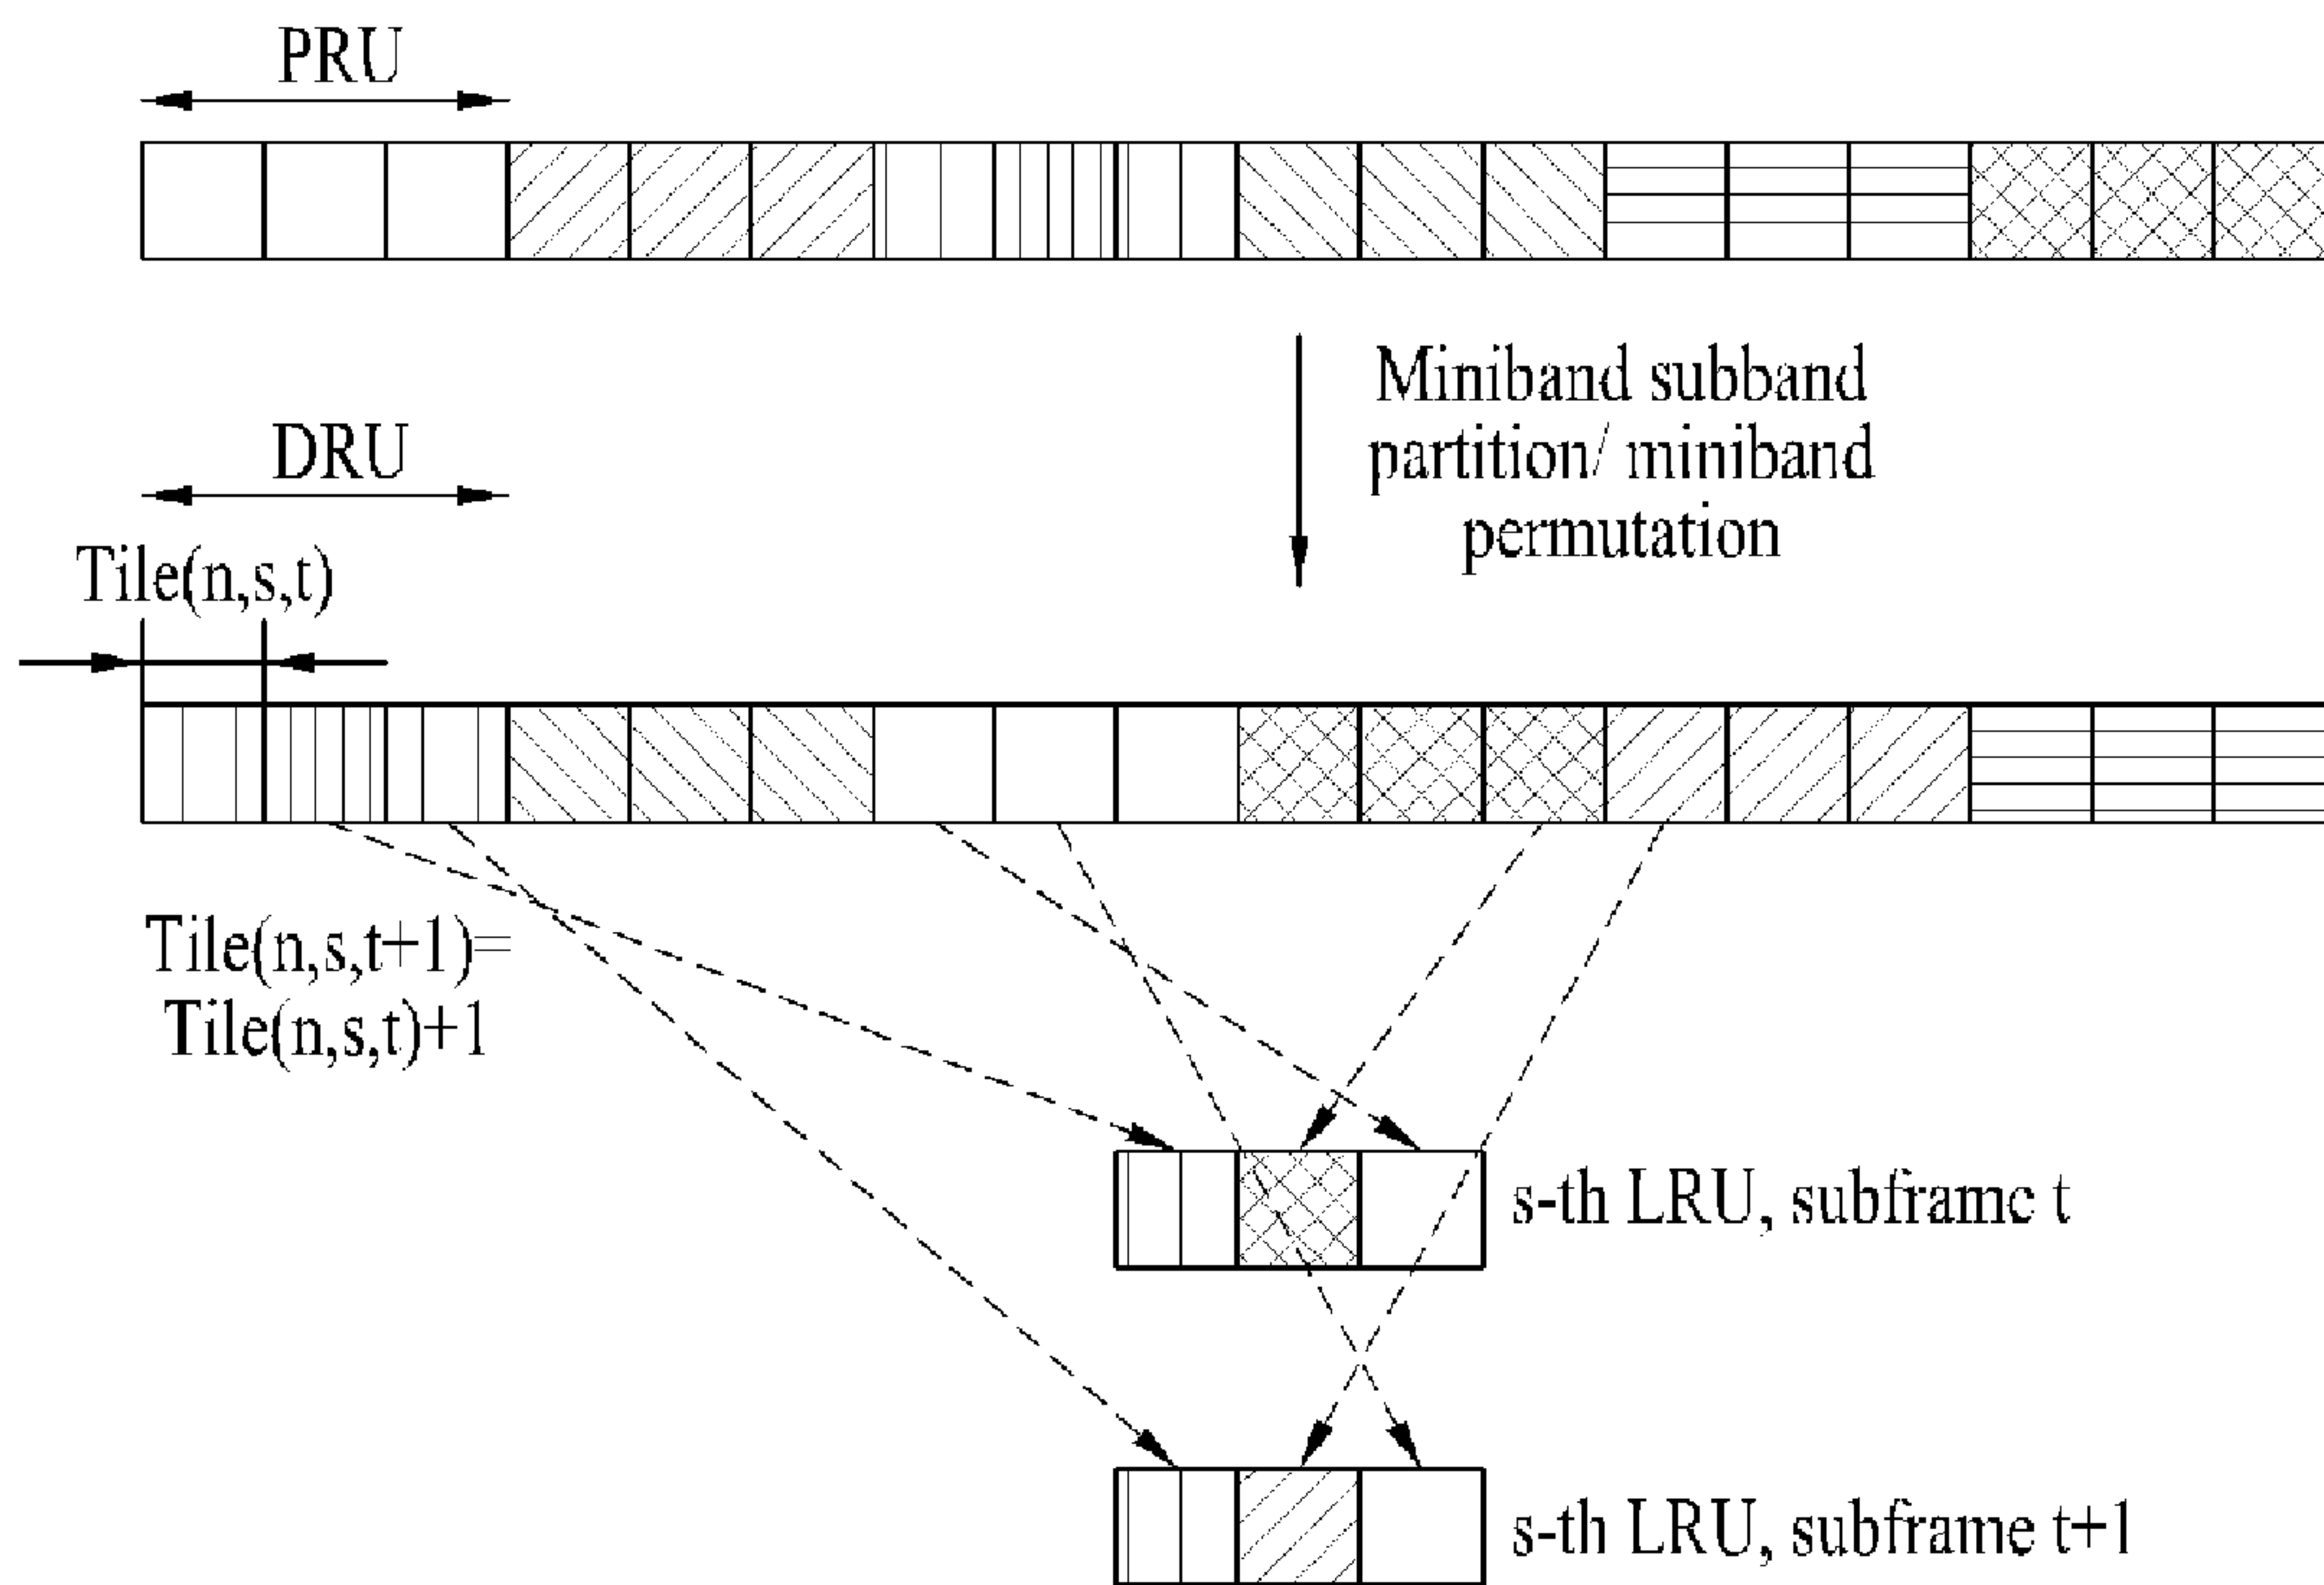 PRU
Miniband subband
partition/ miniband
permutation
DRU
Tile(n,s,t)
Tile(n,s,t+1)=
Tile(n,s,t)+1
s-th LRU, subframe t
s-th LRU, subframe t+1